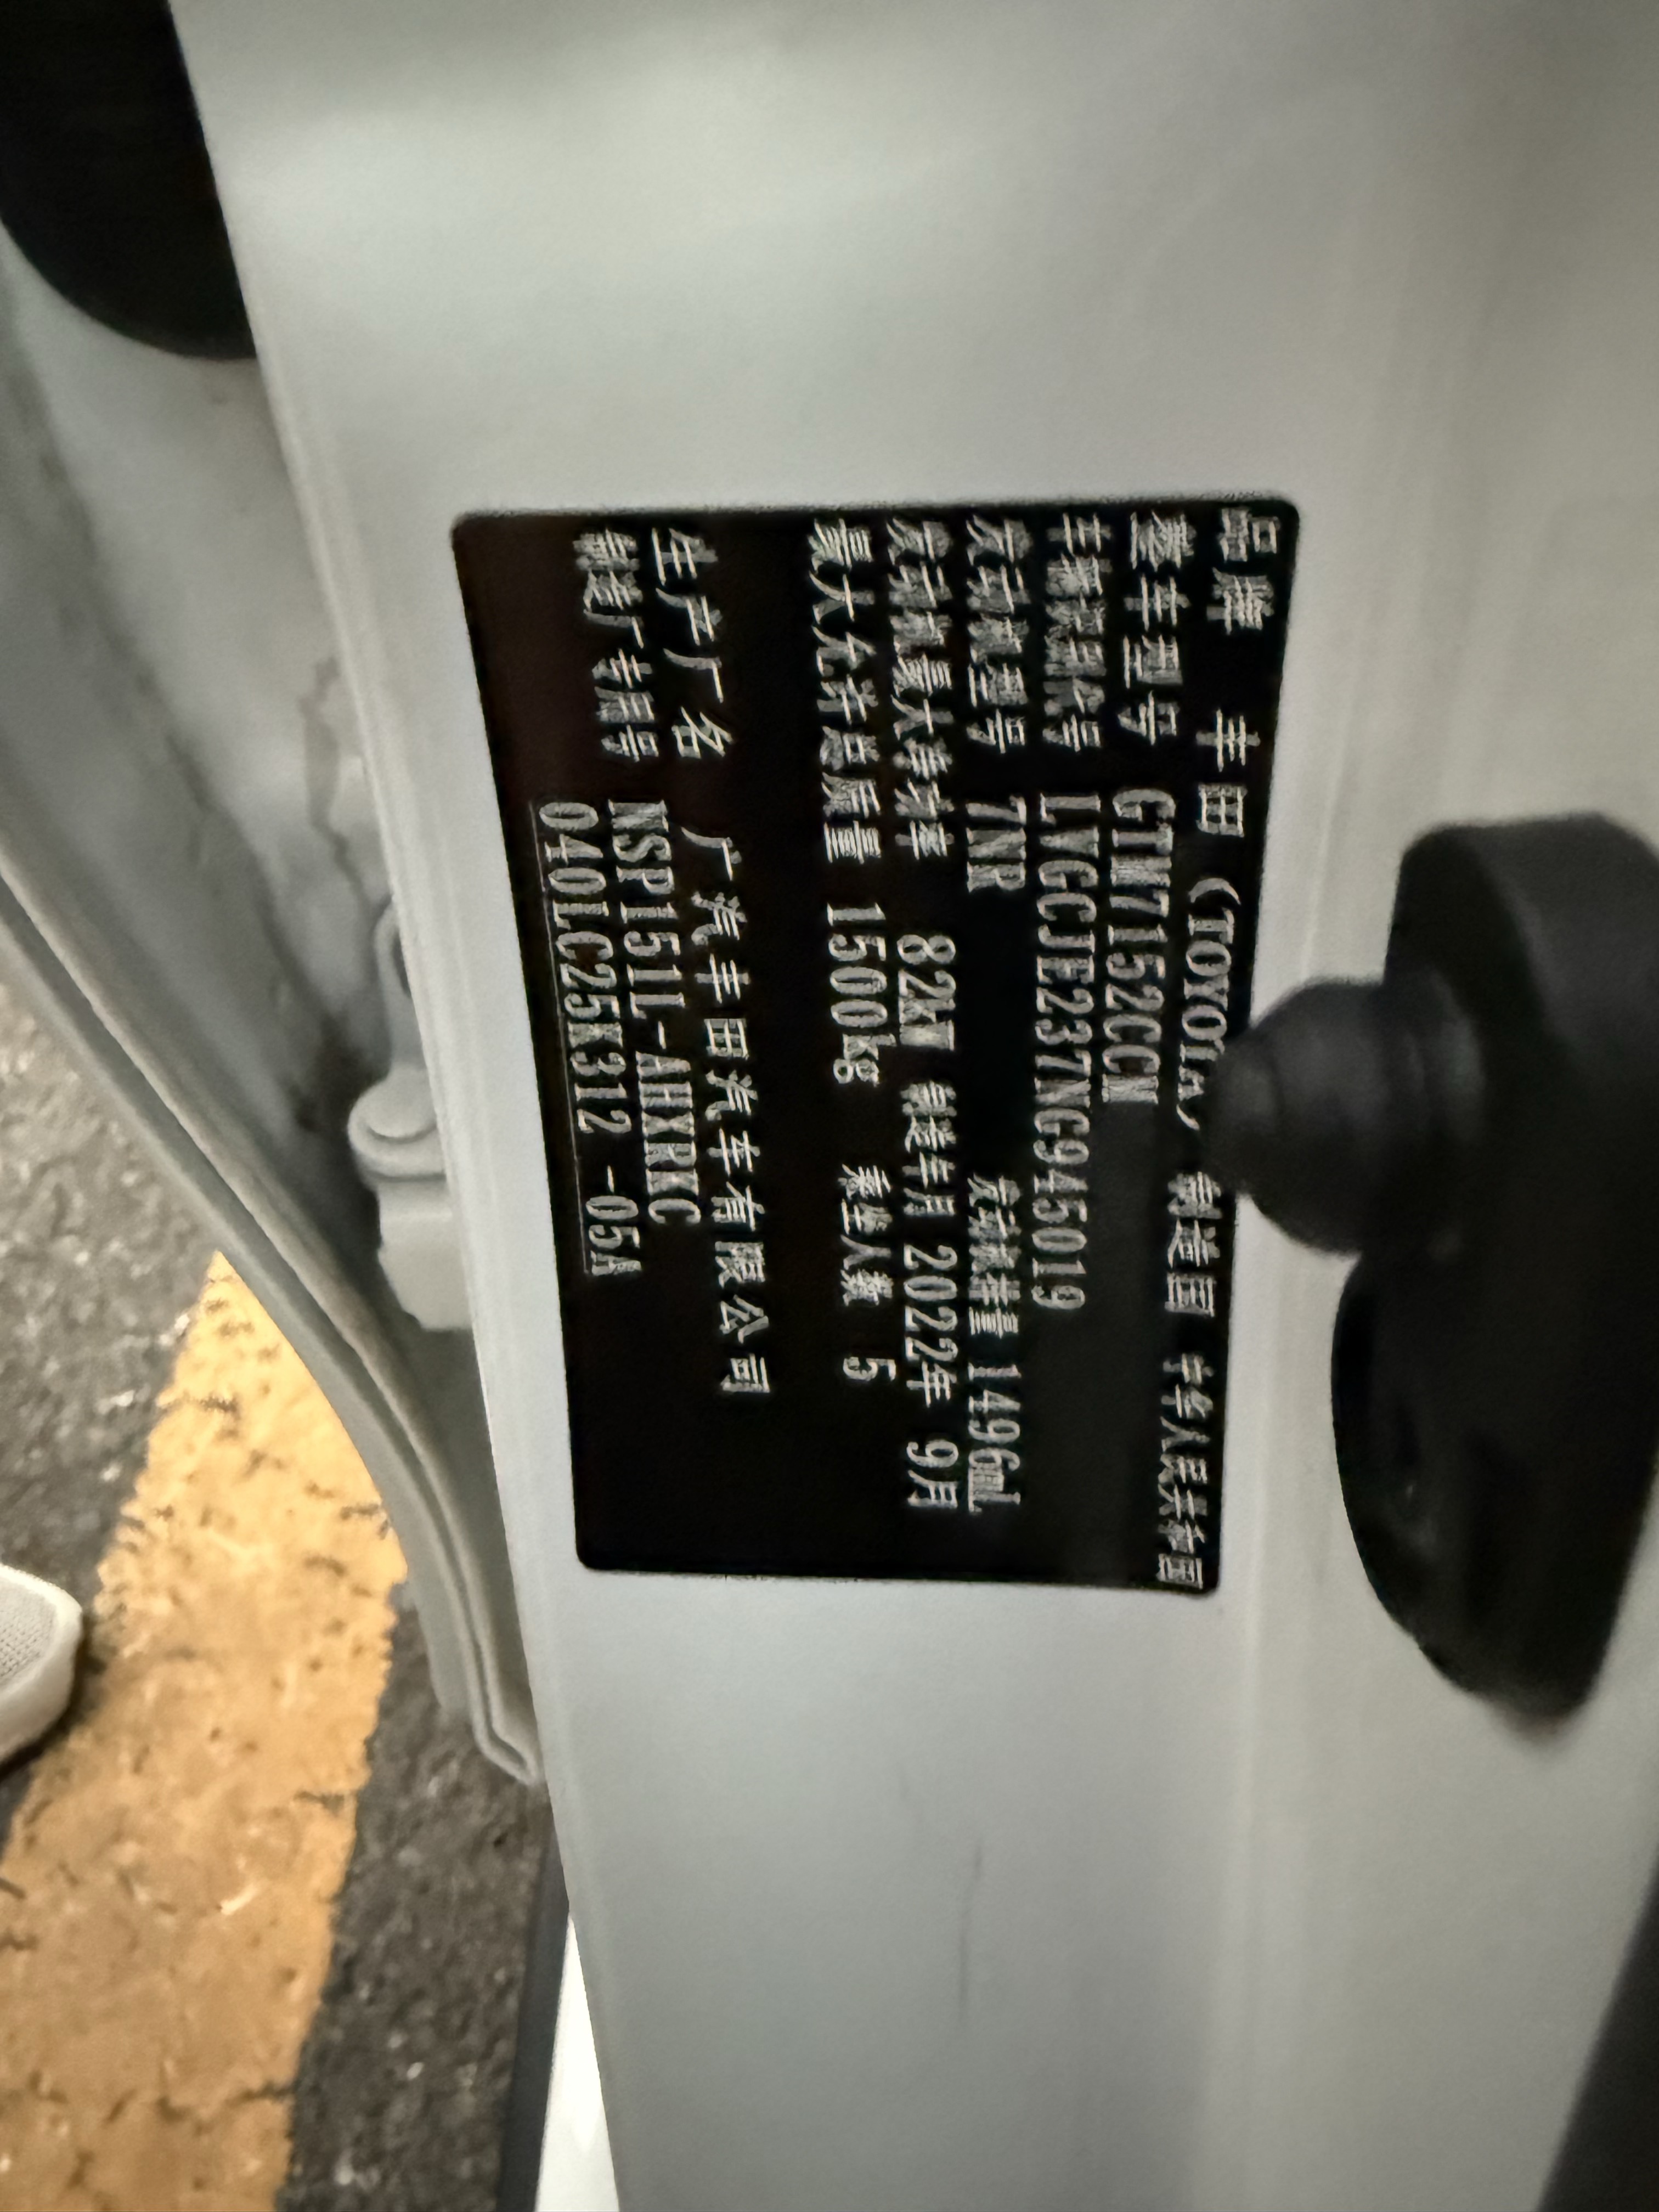 品牌 丰田 (TOYOTA) 制造国 中华人民共和国
整车型号 GTM7152CCM
车辆识别代号 LVGCJE237NG945019
发动机型号 7NR 发动机排量 1496mL
发动机最大净功率 82kW 制造年月 2022年 9月
最大允许总质量 1500kg 乘坐人数 5
生产厂名 广汽丰田汽车有限公司
制造厂专用号 NSP151L-AHXRKC
040LC25K312 -05A